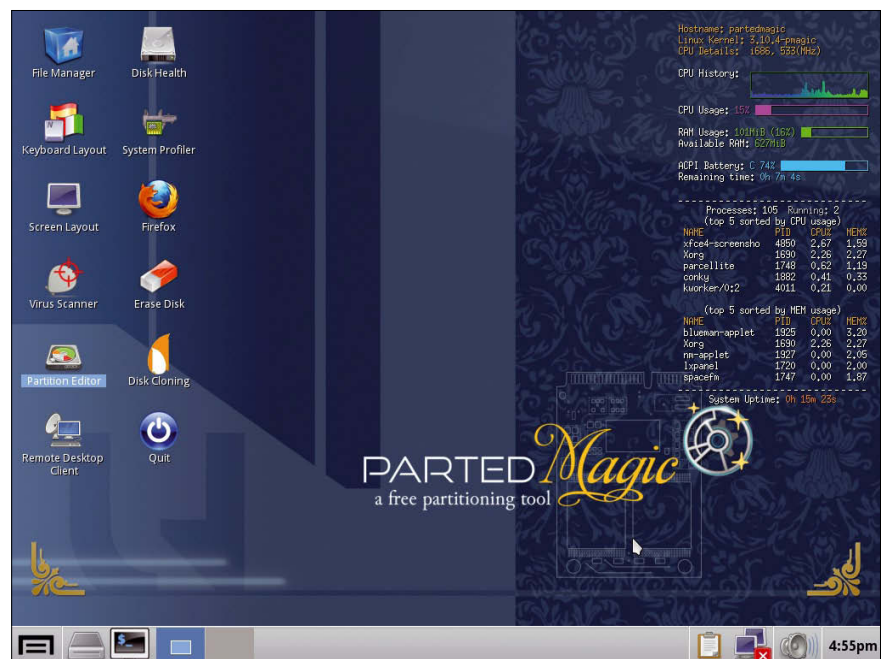 File Manager
Disk Health
Keyboard Layout
System Profiler
Screen Layout
Firefox
Virus Scanner
Erase Disk
Partition Editor
Disk Cloning
Remote Desktop
Client
Quit
Hostname: partedmagic
Linux Kernel: 3.10.4-pmagic
CPU Details: i686, 533(MHz)
CPU History:
CPU Usage: 15%
RAM Usage: 101MiB (16%)
Available RAM: 627MiB
ACPI Battery: C 74%
Remaining time: 0h 7m 4s
Processes: 105 Running: 2
(top 5 sorted by CPU usage)
NAME PID CPU% MEM%
xfce4-screensho 4850 2.67 1.59
Xorg 1690 2.26 2.27
parcellite 1748 0.62 1.19
conky 1882 0.41 0.33
kworker/0:2 4011 0.21 0.00
(top 5 sorted by MEM usage)
NAME PID CPU% MEM%
blueman-applet 1925 0.00 3.20
Xorg 1690 2.26 2.27
nm-applet 1927 0.00 2.05
lxpanel 1720 0.00 2.00
spacefm 1747 0.00 1.87
System Uptime: 0h 15m 23s
PARTED Magic
a free partitioning tool
$_
4:55pm